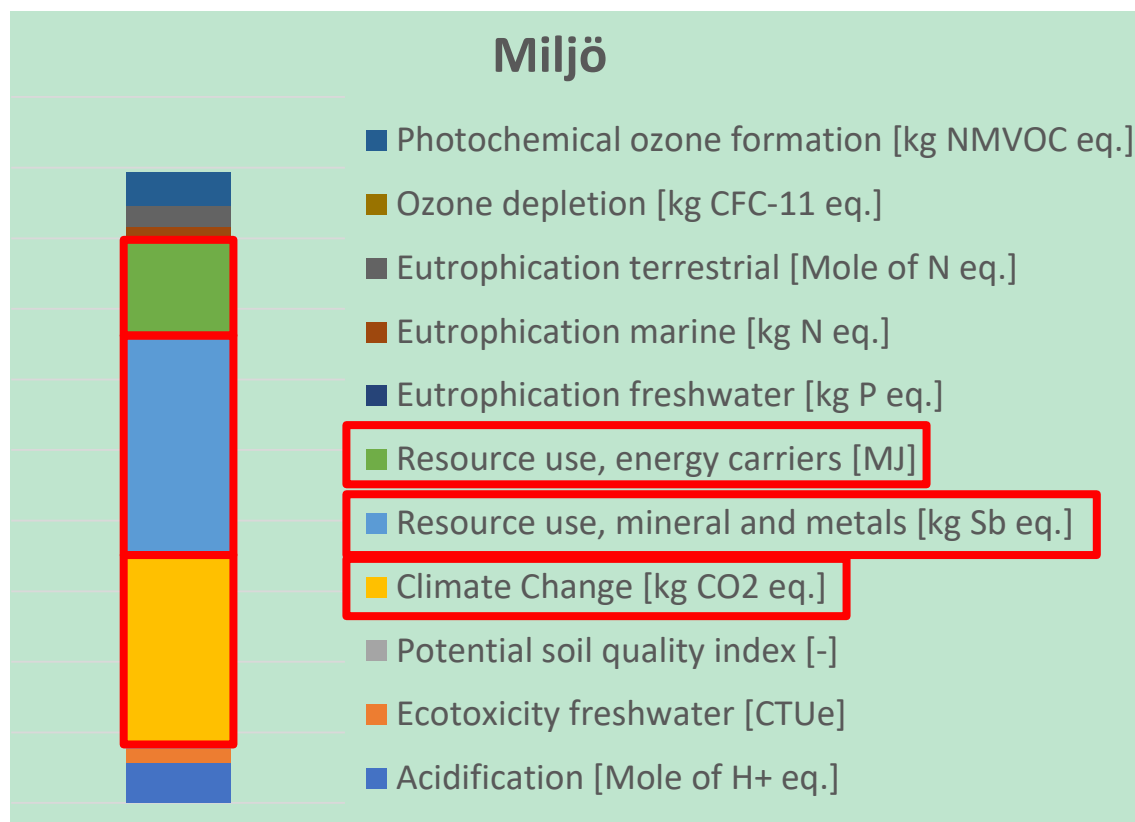 Miljö
Photochemical ozone formation [kg NMVOC eq.]
Ozone depletion [kg CFC-11 eq.]
Eutrophication terrestrial [Mole of N eq.]
Eutrophication marine [kg N eq.]
Eutrophication freshwater [kg P eq.]
Resource use, energy carriers [MJ]
Resource use, mineral and metals [kg Sb eq.]
Climate Change [kg CO2 eq.]
Potential soil quality index [-]
Ecotoxicity freshwater [CTUe]
Acidification [Mole of H+ eq.]